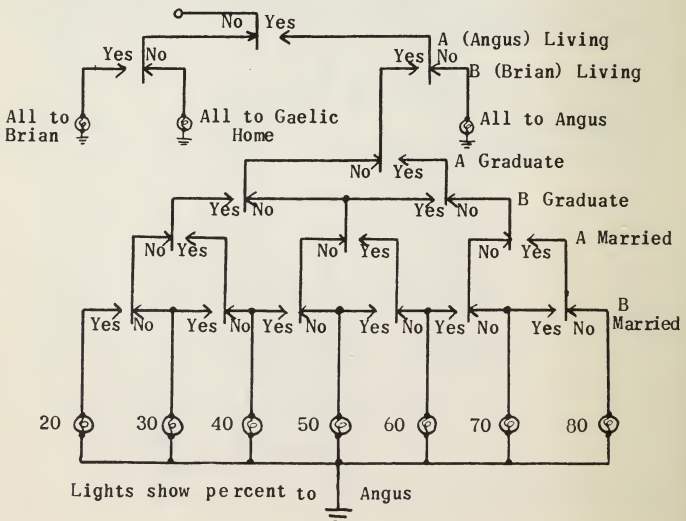 No Yes
Yes No Yes No A (Angus) Living
B (Brian) Living
All to Brian
All to Gaelic Home
All to Angus
No Yes A Graduate
Yes No Yes No B Graduate
No Yes No Yes No Yes A Married
Yes No Yes No Yes No Yes No Yes No Yes No B Married
20 30 40 50 60 70 80
Lights show percent to Angus